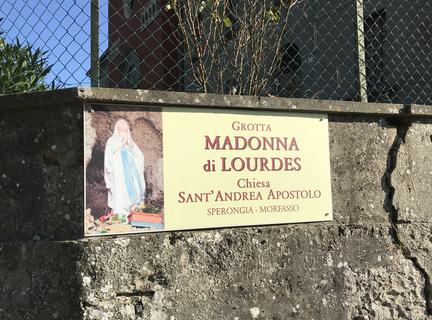 GROTTA
MADONNA
di LOURDES
Chiesa
SANT'ANDREA APOSTOLO
SPERONGIA - MORFASSO